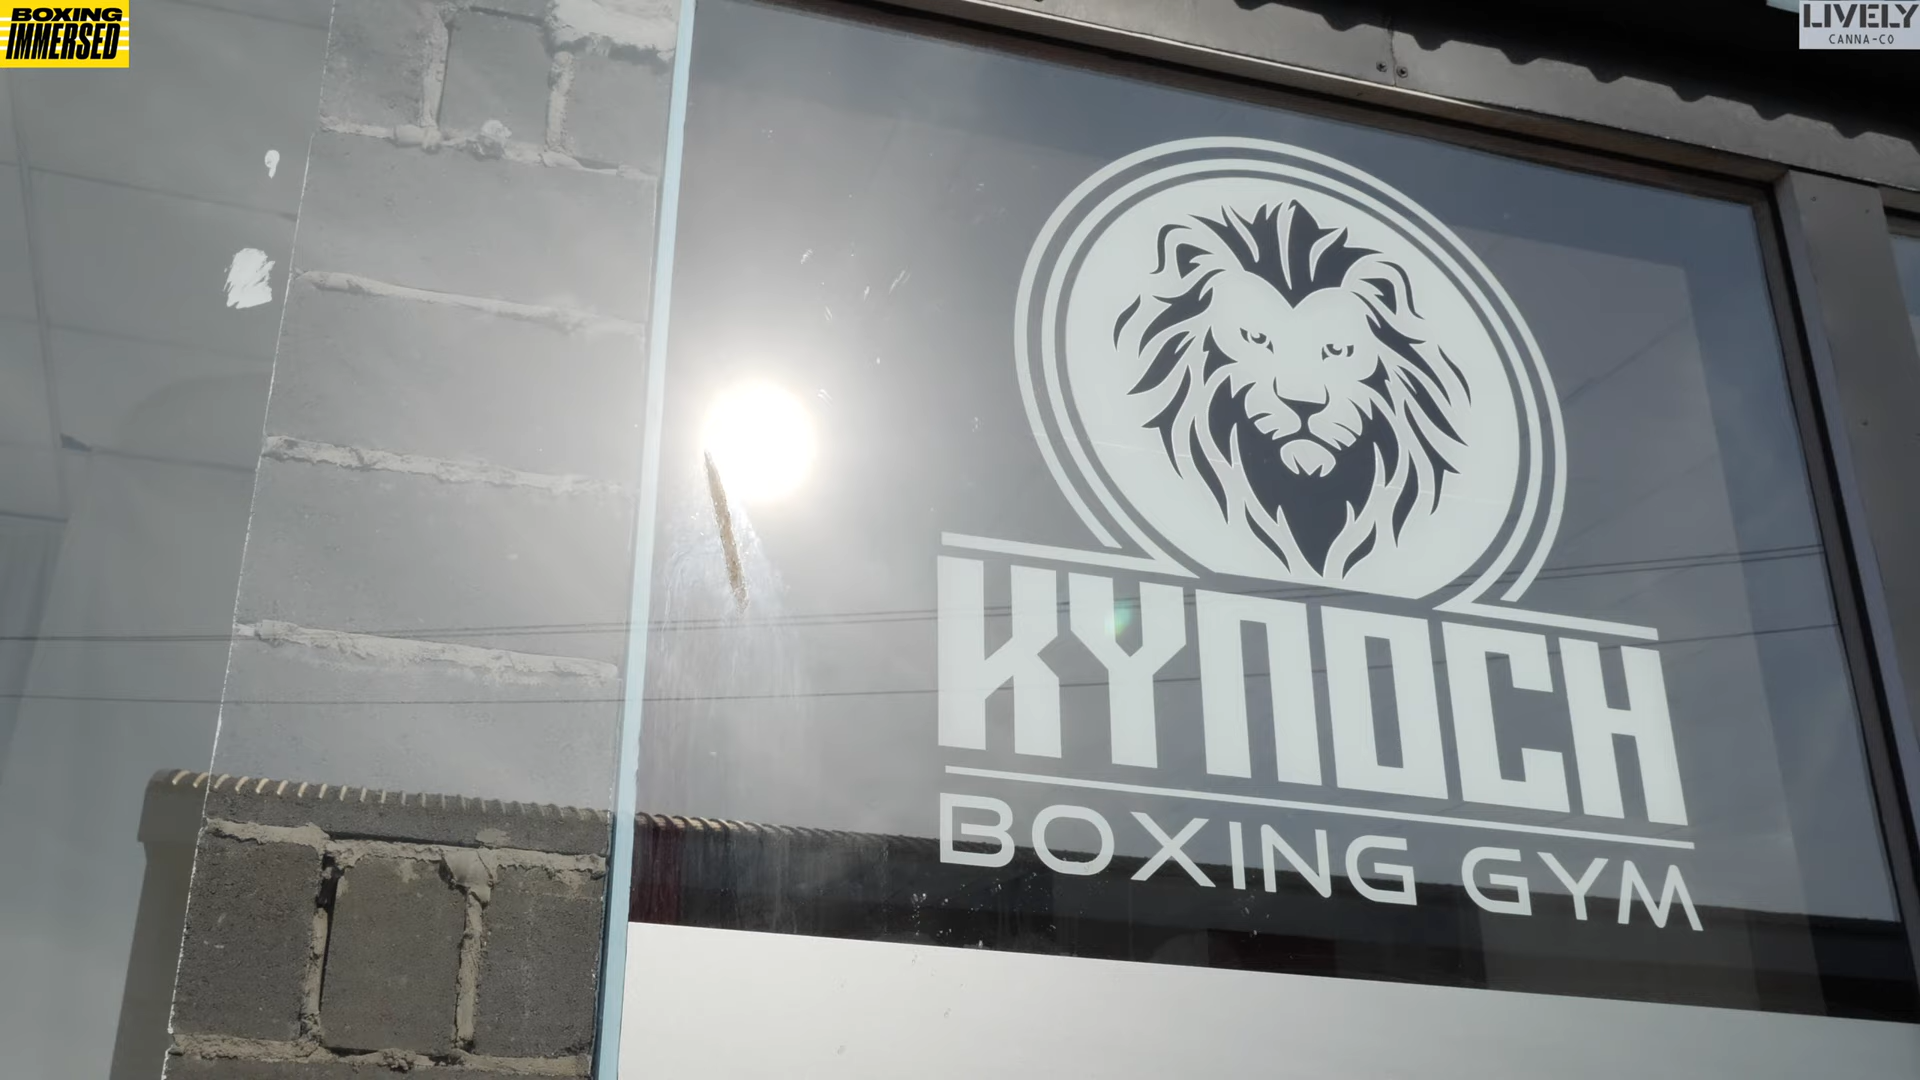 BOXING
IMMERSED
LIVELY
CANNA-CO
KYNOCH
BOXING GYM